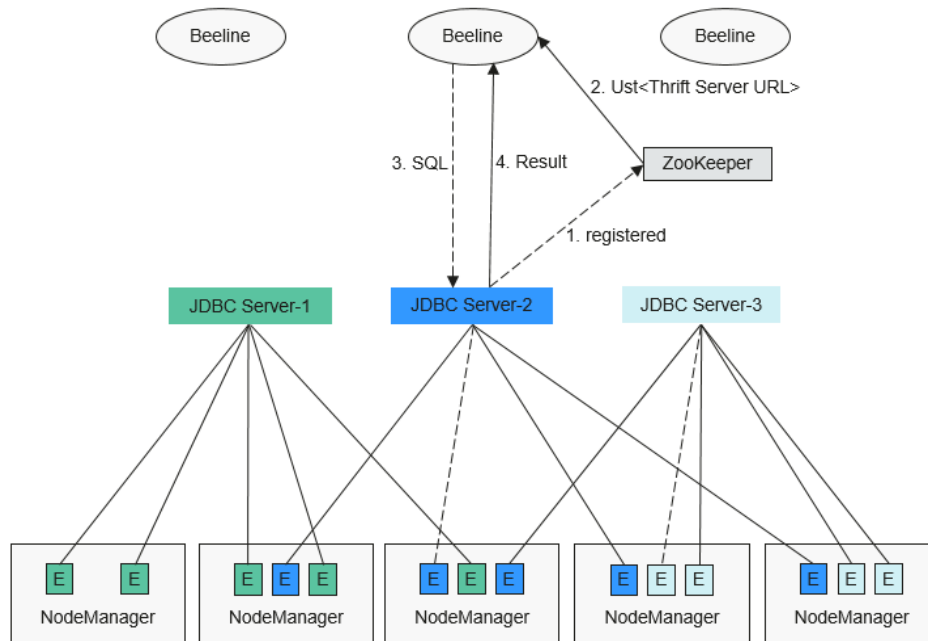 Beeline
Beeline
Beeline
2. Ust<Thrift Server URL>
3. SQL
4. Result
ZooKeeper
1. registered
JDBC Server-1
JDBC Server-2
JDBC Server-3
E E
E E E
E E E
E E E
E E E
NodeManager
NodeManager
NodeManager
NodeManager
NodeManager